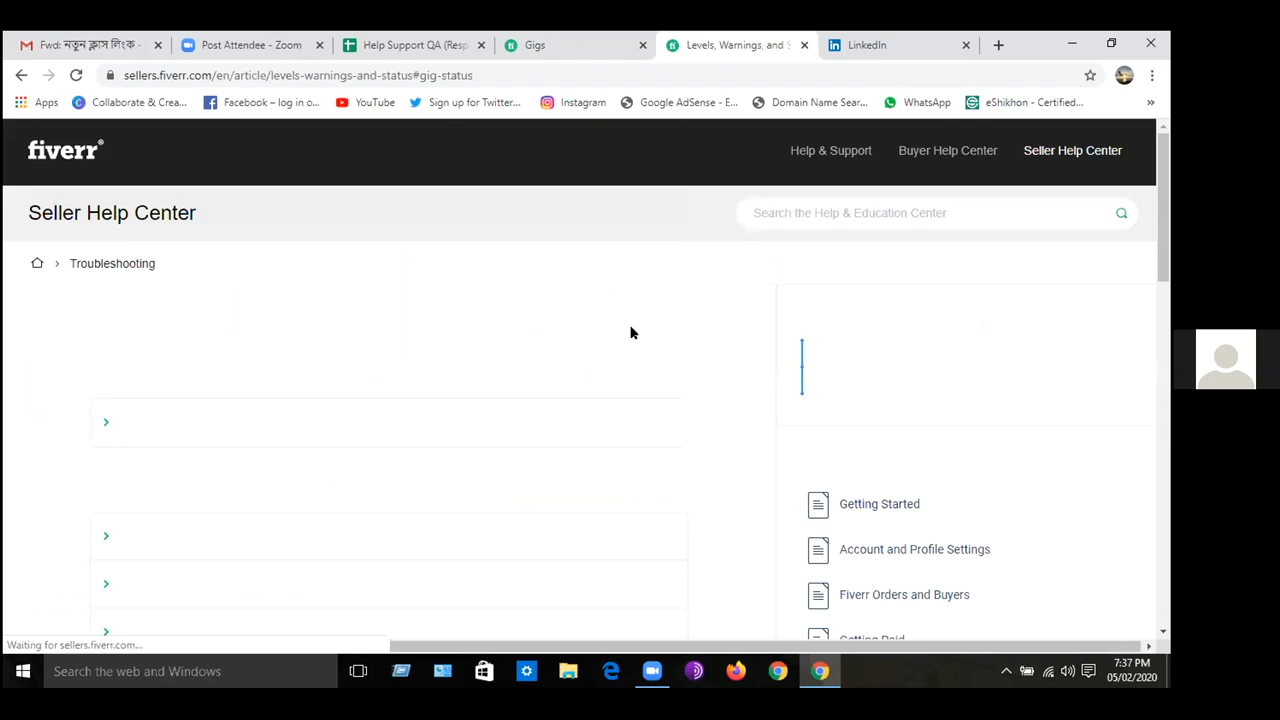 Fwd: নতুন ক্লাস লিংক -
Post Attendee - Zoom
Help Support QA (Resp
Gigs
Levels, Warnings, and S
LinkedIn
sellers.fiverr.com/en/article/levels-warnings-and-status#gig-status
Apps
Collaborate & Crea...
Facebook – log in o...
YouTube
Sign up for Twitter...
Instagram
Google AdSense - E...
Domain Name Sear...
WhatsApp
eShikhon - Certified...
»
fiverr®
Help & Support
Buyer Help Center
Seller Help Center
Seller Help Center
Search the Help & Education Center
Troubleshooting
Getting Started
Account and Profile Settings
Fiverr Orders and Buyers
Getting Paid
Waiting for sellers.fiverr.com...
Search the web and Windows
7:37 PM
05/02/2020